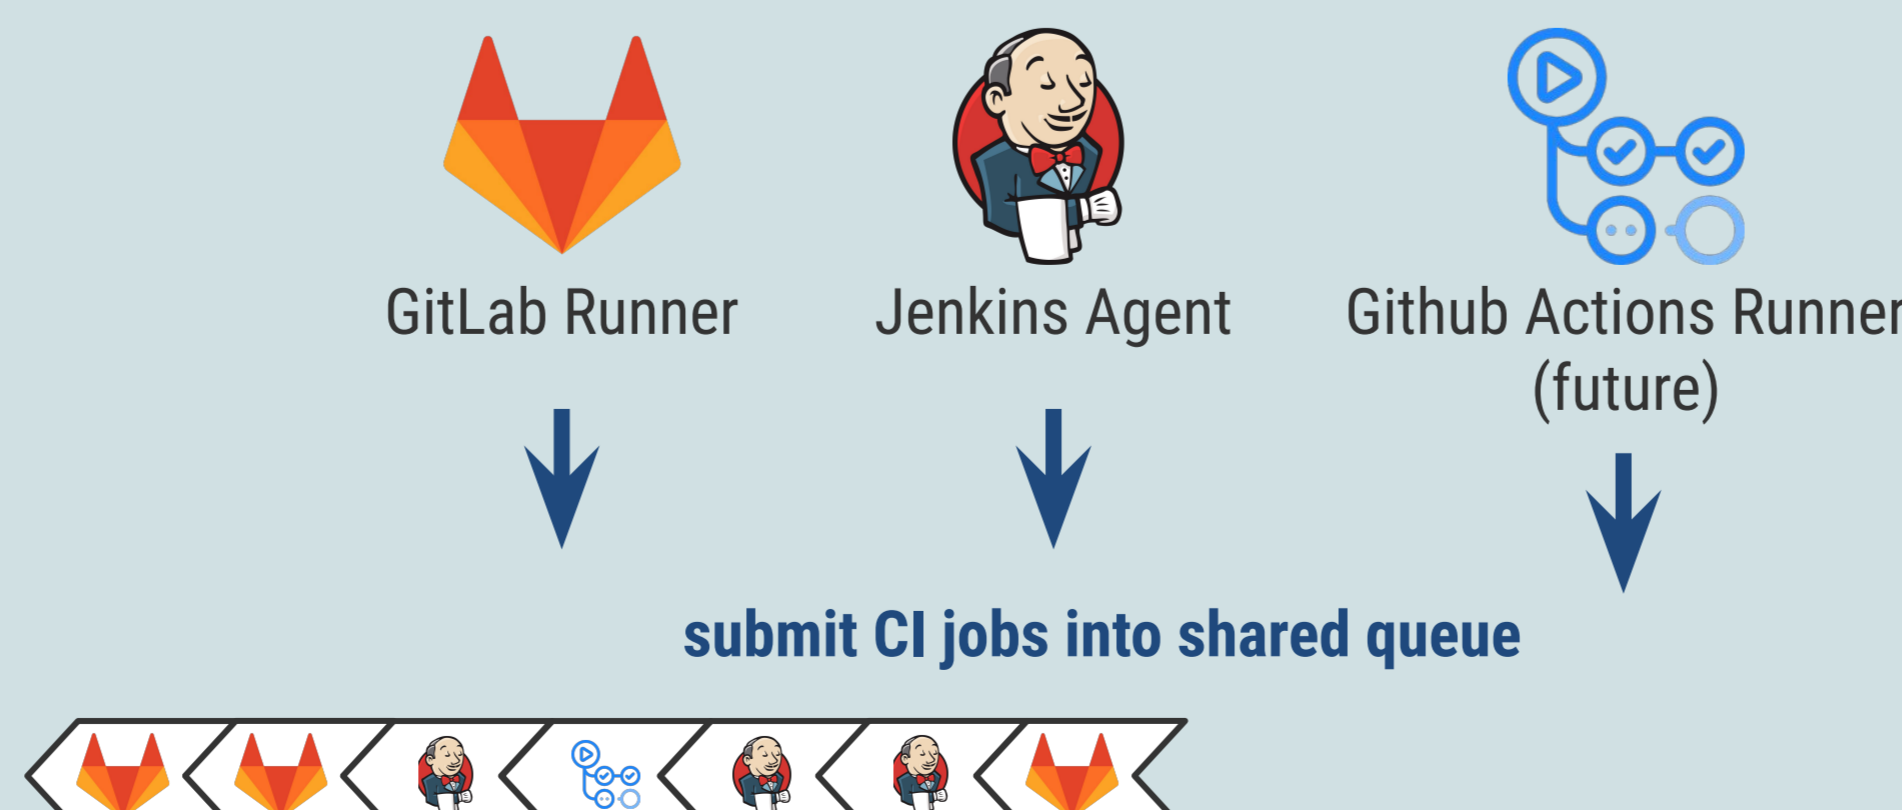 GitLab Runner
Jenkins Agent
Github Actions Runner
(future)
submit CI jobs into shared queue